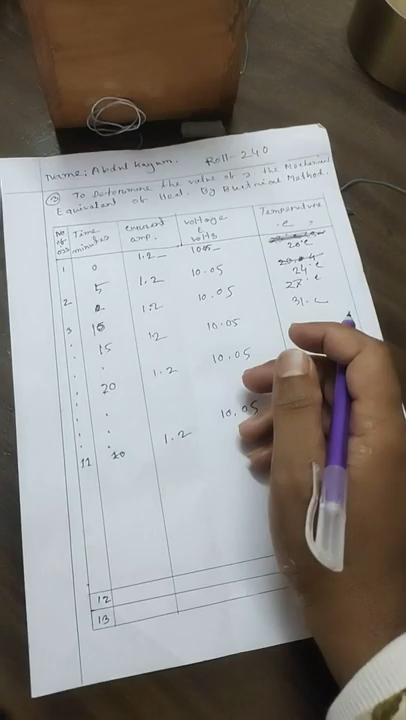 Name: Abdul Kayum. Roll-240
② To Determine the value of J. the Mechanical
Equivalent of Heat. By Electrical Method.
No of obs Time minutes Current amp. Voltage E volts Temperature
1 0 1.2 1005 20°c
5 1.2 10.05 24°c
2 1.2 10.05 27°c
3 10 1.2 10.05 31°c
15
20 1.2 10.05
11 1.2 10.05
12
13